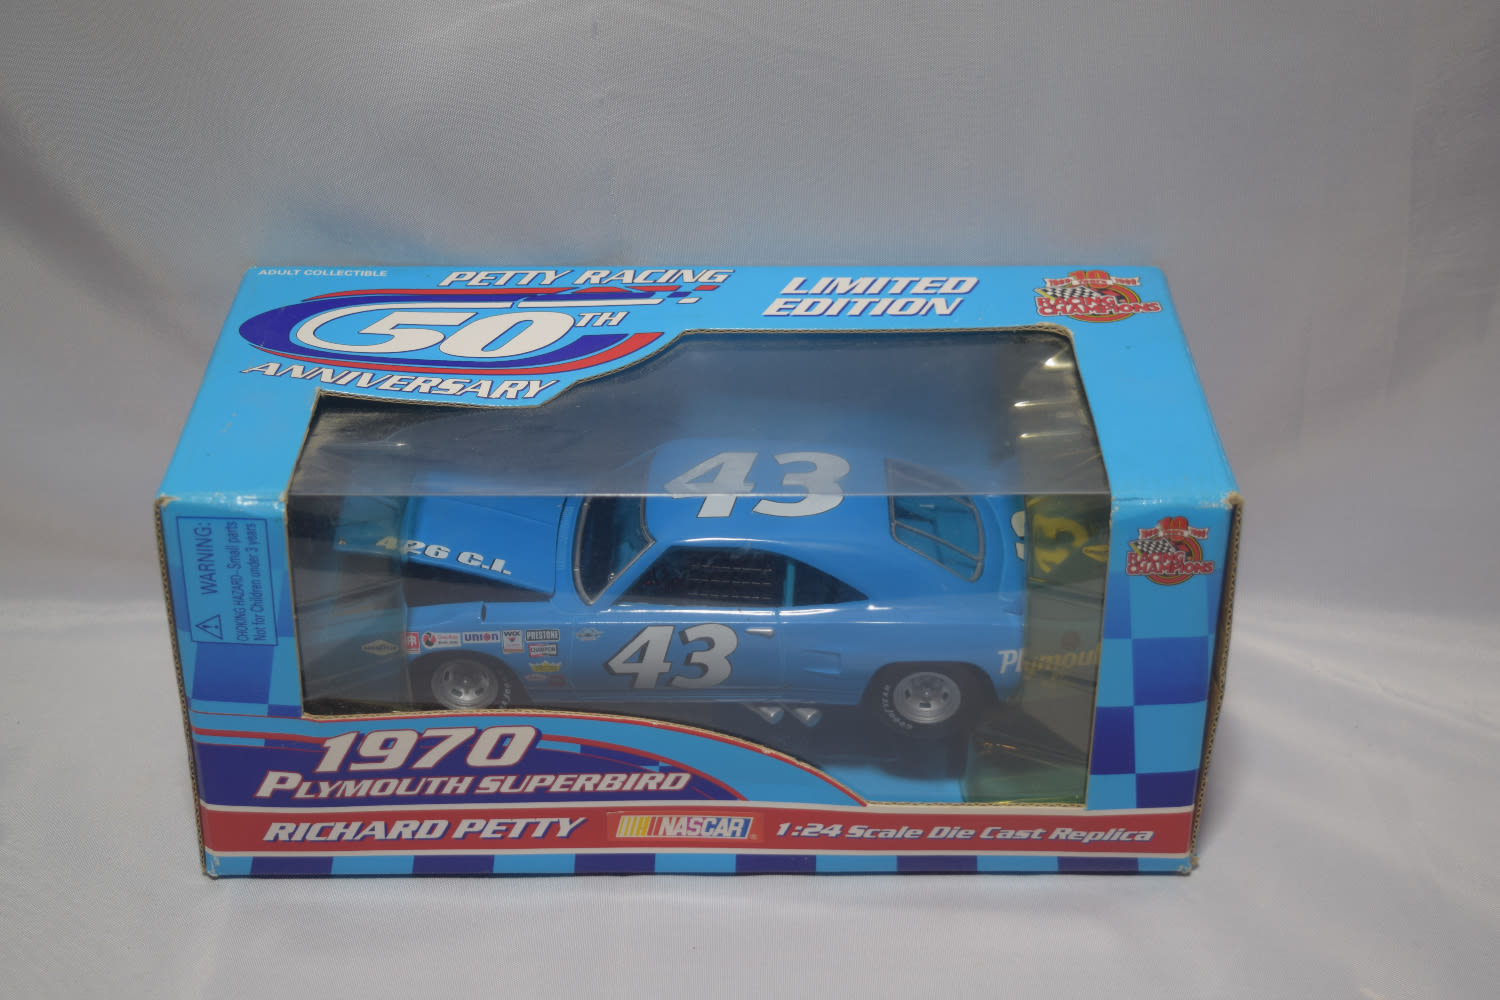 ADULT COLLECTIBLE
PETTY RACING
50TH
ANNIVERSARY
LIMITED
EDITION
RACING
CHAMPIONS
43
426 G.I.
WARNING:
CHOKING HAZARD-Small parts
Not for Children under 3 years
RACING
CHAMPIONS
43
UNION
WIX
PRESTONE
CHAMPION
GOODYEAR
Plymouth
1970
PLYMOUTH SUPERBIRD
RICHARD PETTY
NASCAR
1:24 Scale Die Cast Replica